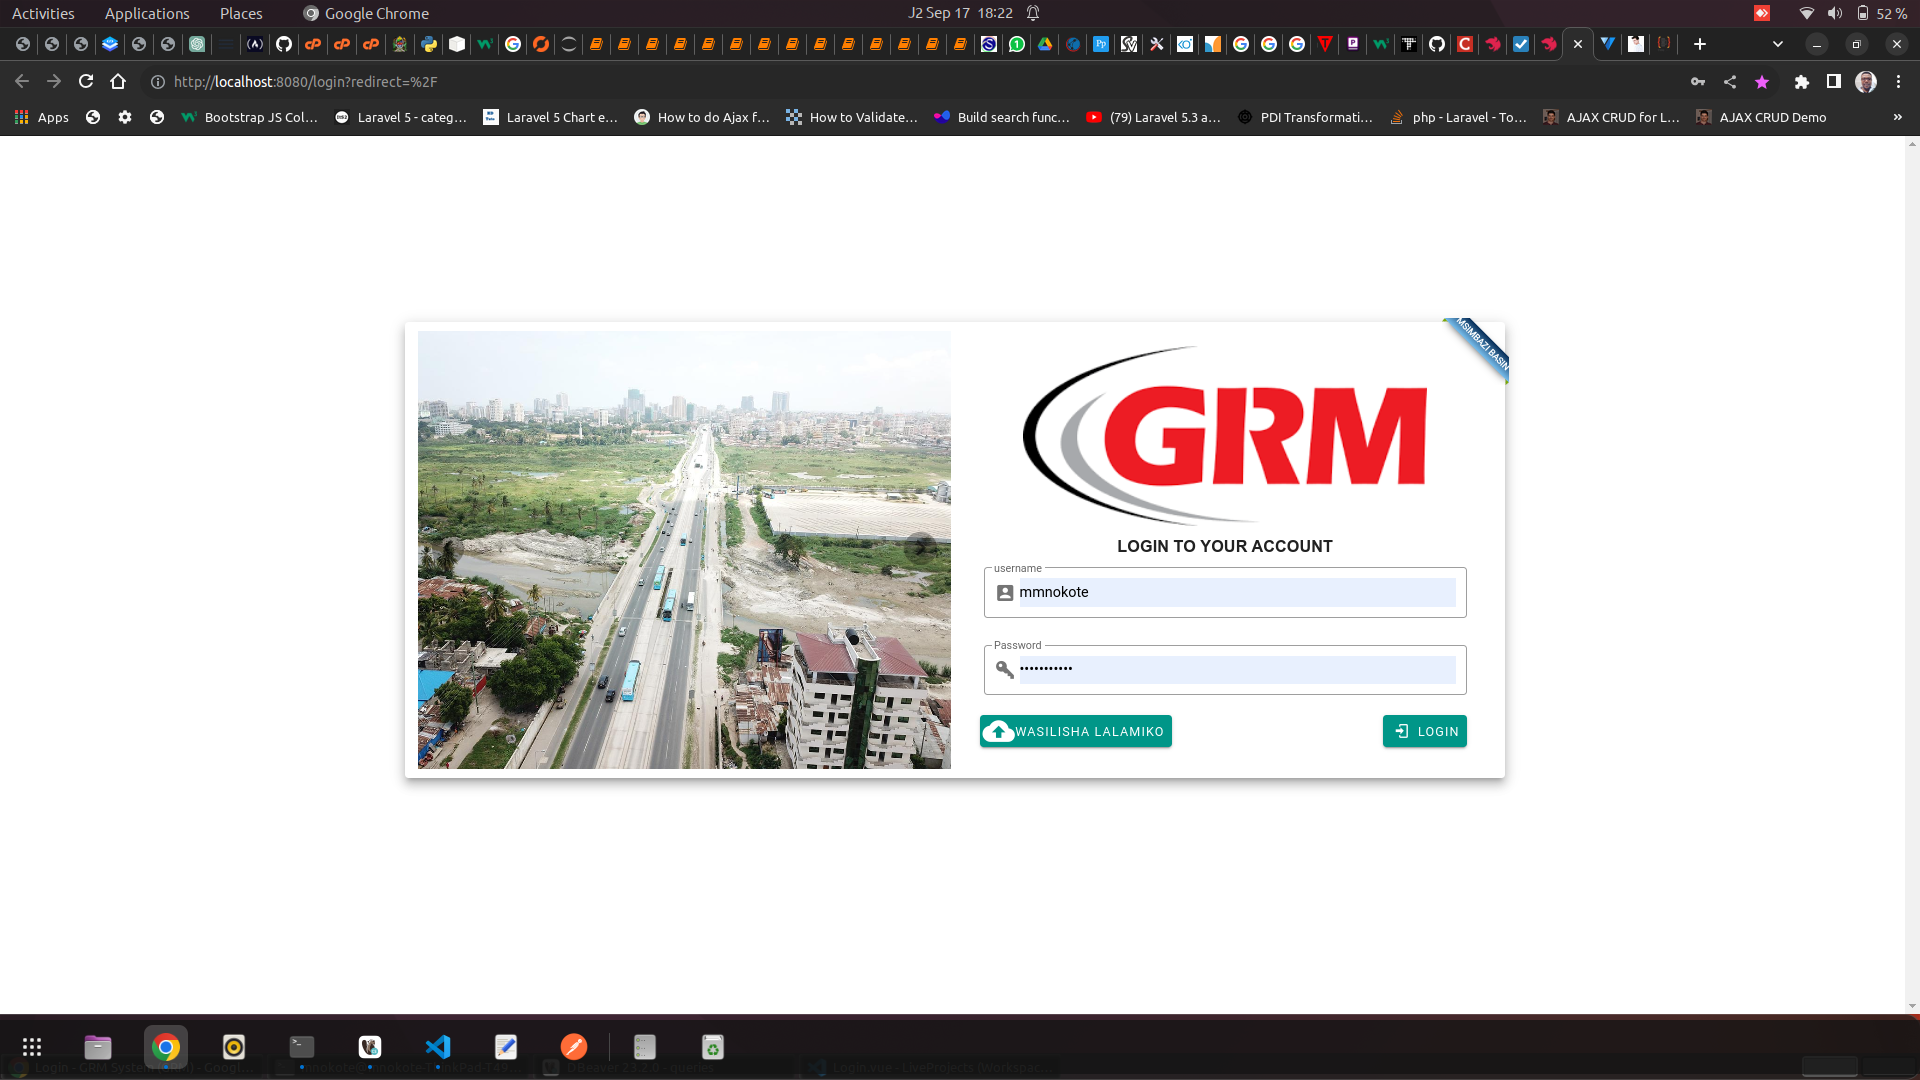 Activities Applications Places Google Chrome J2 Sep 17 18:22 52 %
http://localhost:8080/login?redirect=%2F
Apps Bootstrap JS Col... Laravel 5 - categ... Laravel 5 Chart e... How to do Ajax f... How to Validate... Build search func... (79) Laravel 5.3 a... PDI Transformati... php - Laravel - To... AJAX CRUD for L... AJAX CRUD Demo »
MSIMBAZI BASIN
GRM
LOGIN TO YOUR ACCOUNT
username
mmnokote
Password
•••••••••••
WASILISHA LALAMIKO LOGIN